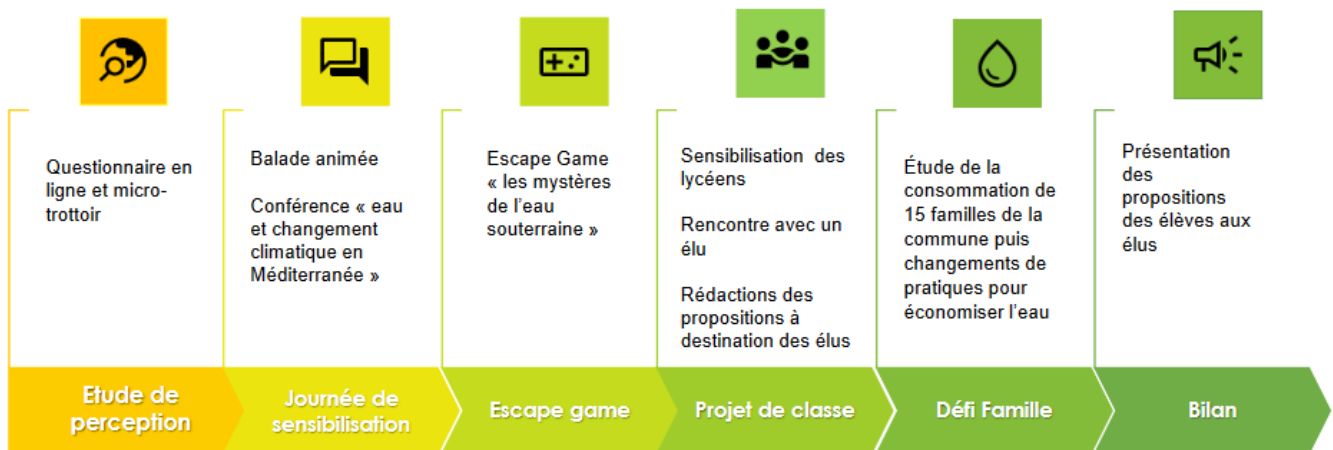 Questionnaire en
ligne et micro-
trottoir
Balade animée
Conférence « eau
et changement
climatique en
Méditerranée »
Escape Game
« les mystères
de l'eau
souterraine »
Sensibilisation des
lycéens
Rencontre avec un
élu
Rédactions des
propositions à
destination des élus
Étude de la
consommation de
15 familles de la
commune puis
changements de
pratiques pour
économiser l'eau
Présentation
des
propositions
des élèves aux
élus
Etude de
perception
Journée de
sensibilisation
Escape game
Projet de classe
Défi Famille
Bilan